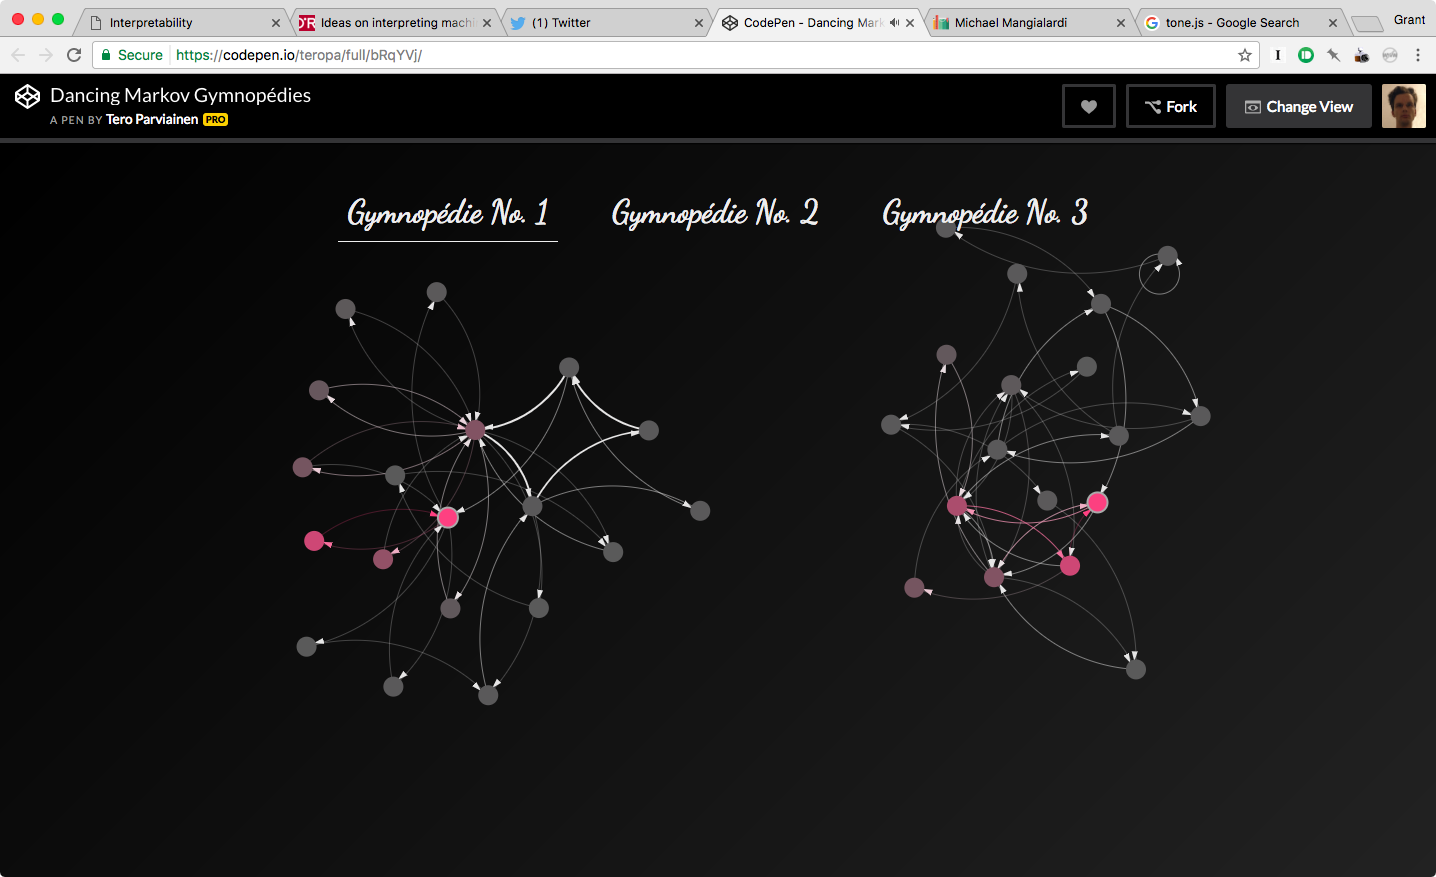 Interpretability
Ideas on interpreting machi
(1) Twitter
CodePen - Dancing Mark
Michael Mangialardi
tone.js - Google Search
Grant
Secure
https://codepen.io/teropa/full/bRqYVj/
Dancing Markov Gymnopédies
A PEN BY Tero Parviainen PRO
Fork
Change View
Gymnopédie No. 1
Gymnopédie No. 2
Gymnopédie No. 3